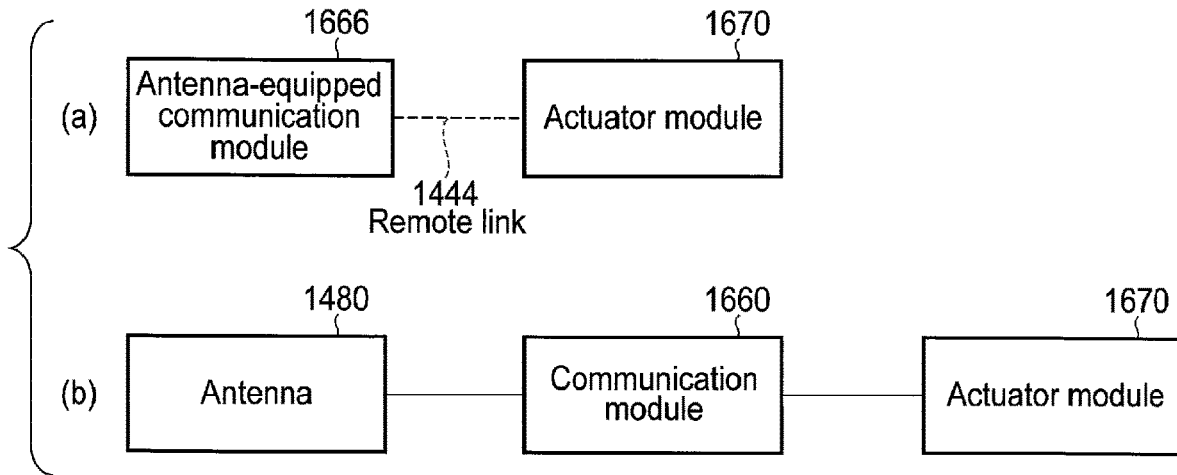 1666
1670
(a)
Antenna-equipped
communication
module
Actuator module
1444
Remote link
1480
1660
1670
(b)
Antenna
Communication
module
Actuator module